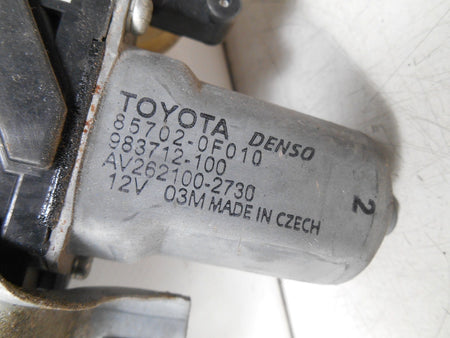 TOYOTA
85702-0F010 DENSO
983712-100
AV262100-2730
12V 03M MADE IN CZECH
2